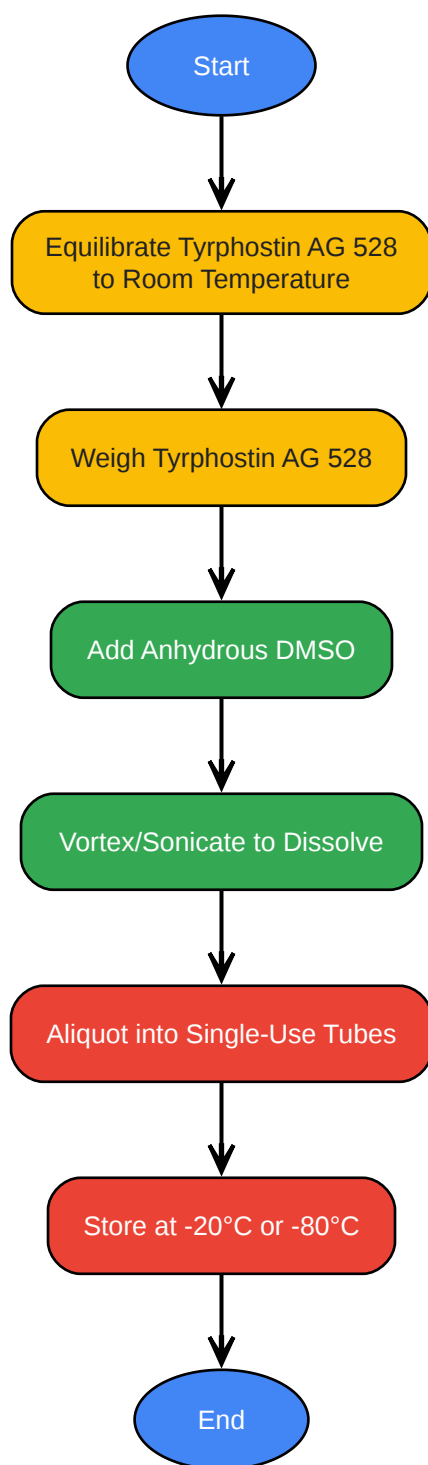 Start
Equilibrate Tyrphostin AG 528
to Room Temperature
Weigh Tyrphostin AG 528
Add Anhydrous DMSO
Vortex/Sonicate to Dissolve
Aliquot into Single-Use Tubes
Store at -20°C or -80°C
End